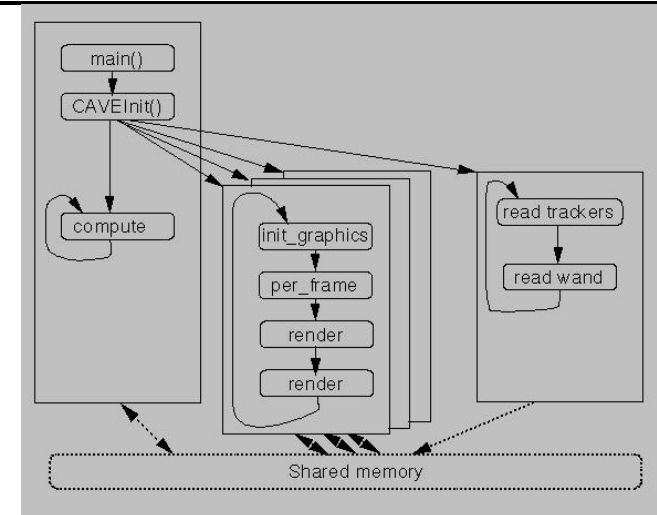 main()
CAVEInit()
compute
init_graphics
per_frame
render
render
read trackers
read wand
Shared memory